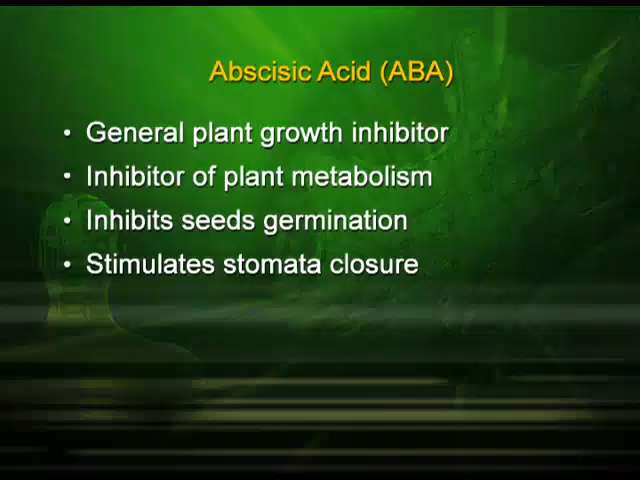 Abscisic Acid (ABA)
• General plant growth inhibitor
• Inhibitor of plant metabolism
• Inhibits seeds germination
• Stimulates stomata closure